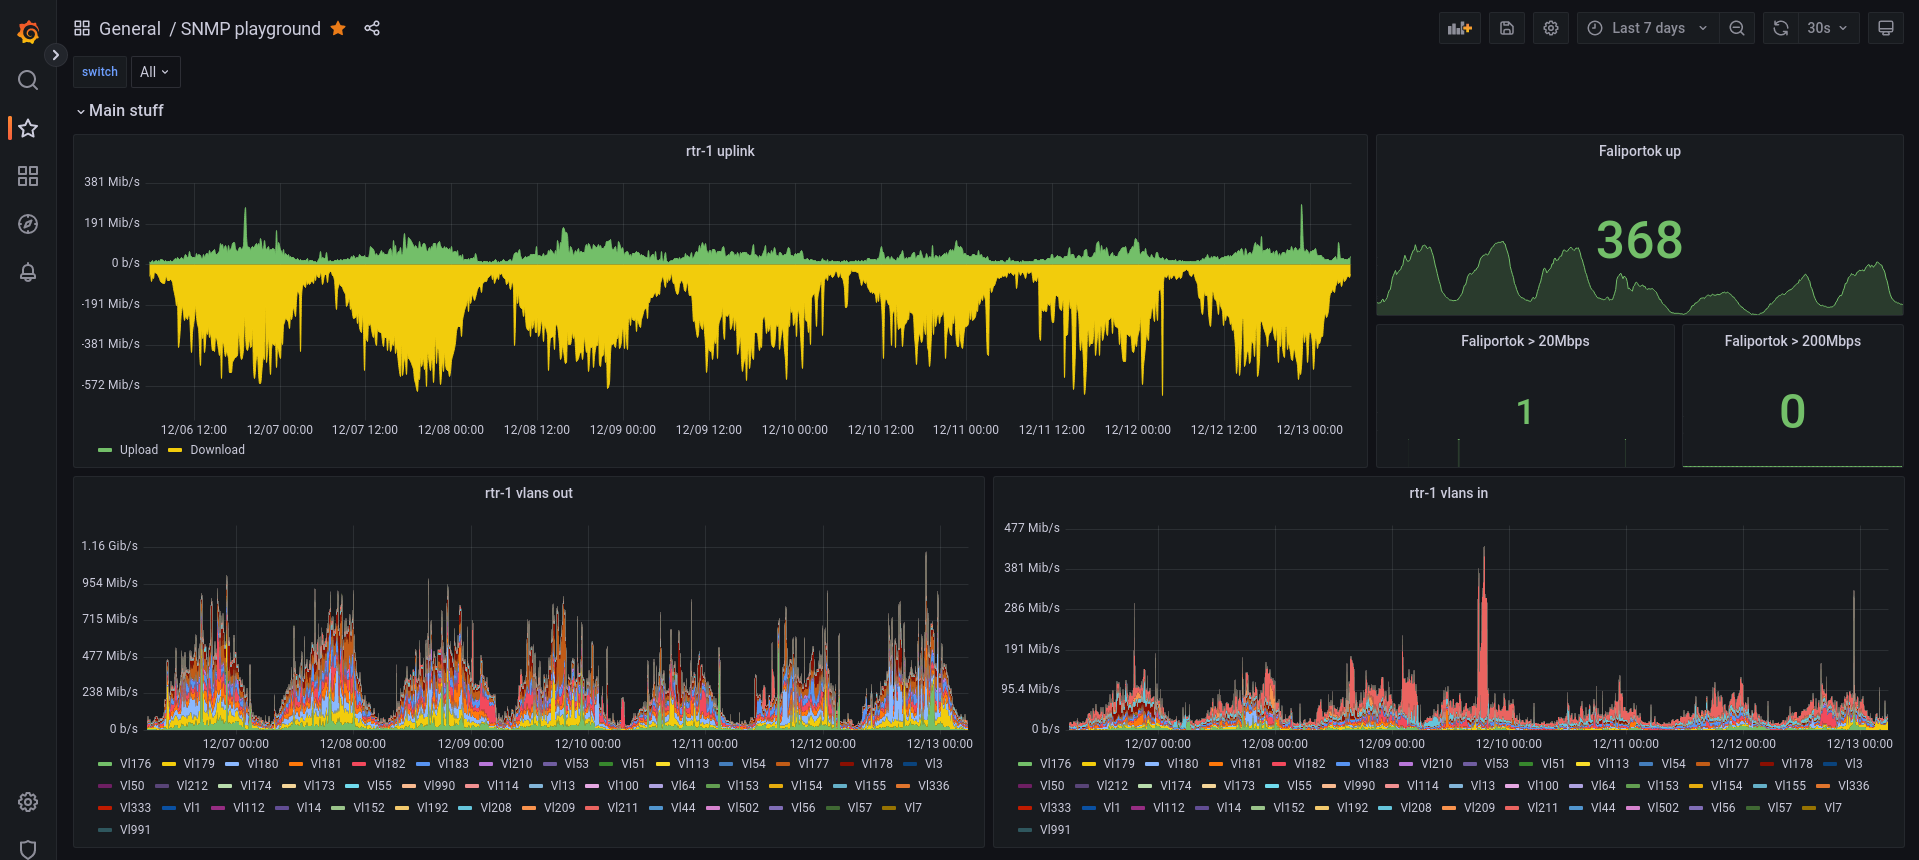 General / SNMP playground
Last 7 days
30s
switch All
Main stuff
rtr-1 uplink
381 Mib/s
191 Mib/s
0 b/s
-191 Mib/s
-381 Mib/s
-572 Mib/s
12/06 12:00 12/07 00:00 12/07 12:00 12/08 00:00 12/08 12:00 12/09 00:00 12/09 12:00 12/10 00:00 12/10 12:00 12/11 00:00 12/11 12:00 12/12 00:00 12/12 12:00 12/13 00:00
Upload Download
Faliportok up
368
Faliportok > 20Mbps
1
Faliportok > 200Mbps
0
rtr-1 vlans out
1.16 Gib/s
954 Mib/s
715 Mib/s
477 Mib/s
238 Mib/s
0 b/s
12/07 00:00 12/08 00:00 12/09 00:00 12/10 00:00 12/11 00:00 12/12 00:00 12/13 00:00
Vl176 Vl179 Vl180 Vl181 Vl182 Vl183 Vl210 Vl53 Vl51 Vl113 Vl54 Vl177 Vl178 Vl3
Vl50 Vl212 Vl174 Vl173 Vl55 Vl990 Vl114 Vl13 Vl100 Vl64 Vl153 Vl154 Vl155 Vl336
Vl333 Vl1 Vl112 Vl14 Vl152 Vl192 Vl208 Vl209 Vl211 Vl44 Vl502 Vl56 Vl57 Vl7
Vl991
rtr-1 vlans in
477 Mib/s
381 Mib/s
286 Mib/s
191 Mib/s
95.4 Mib/s
0 b/s
12/07 00:00 12/08 00:00 12/09 00:00 12/10 00:00 12/11 00:00 12/12 00:00 12/13 00:00
Vl176 Vl179 Vl180 Vl181 Vl182 Vl183 Vl210 Vl53 Vl51 Vl113 Vl54 Vl177 Vl178 Vl3
Vl50 Vl212 Vl174 Vl173 Vl55 Vl990 Vl114 Vl13 Vl100 Vl64 Vl153 Vl154 Vl155 Vl336
Vl333 Vl1 Vl112 Vl14 Vl152 Vl192 Vl208 Vl209 Vl211 Vl44 Vl502 Vl56 Vl57 Vl7
Vl991